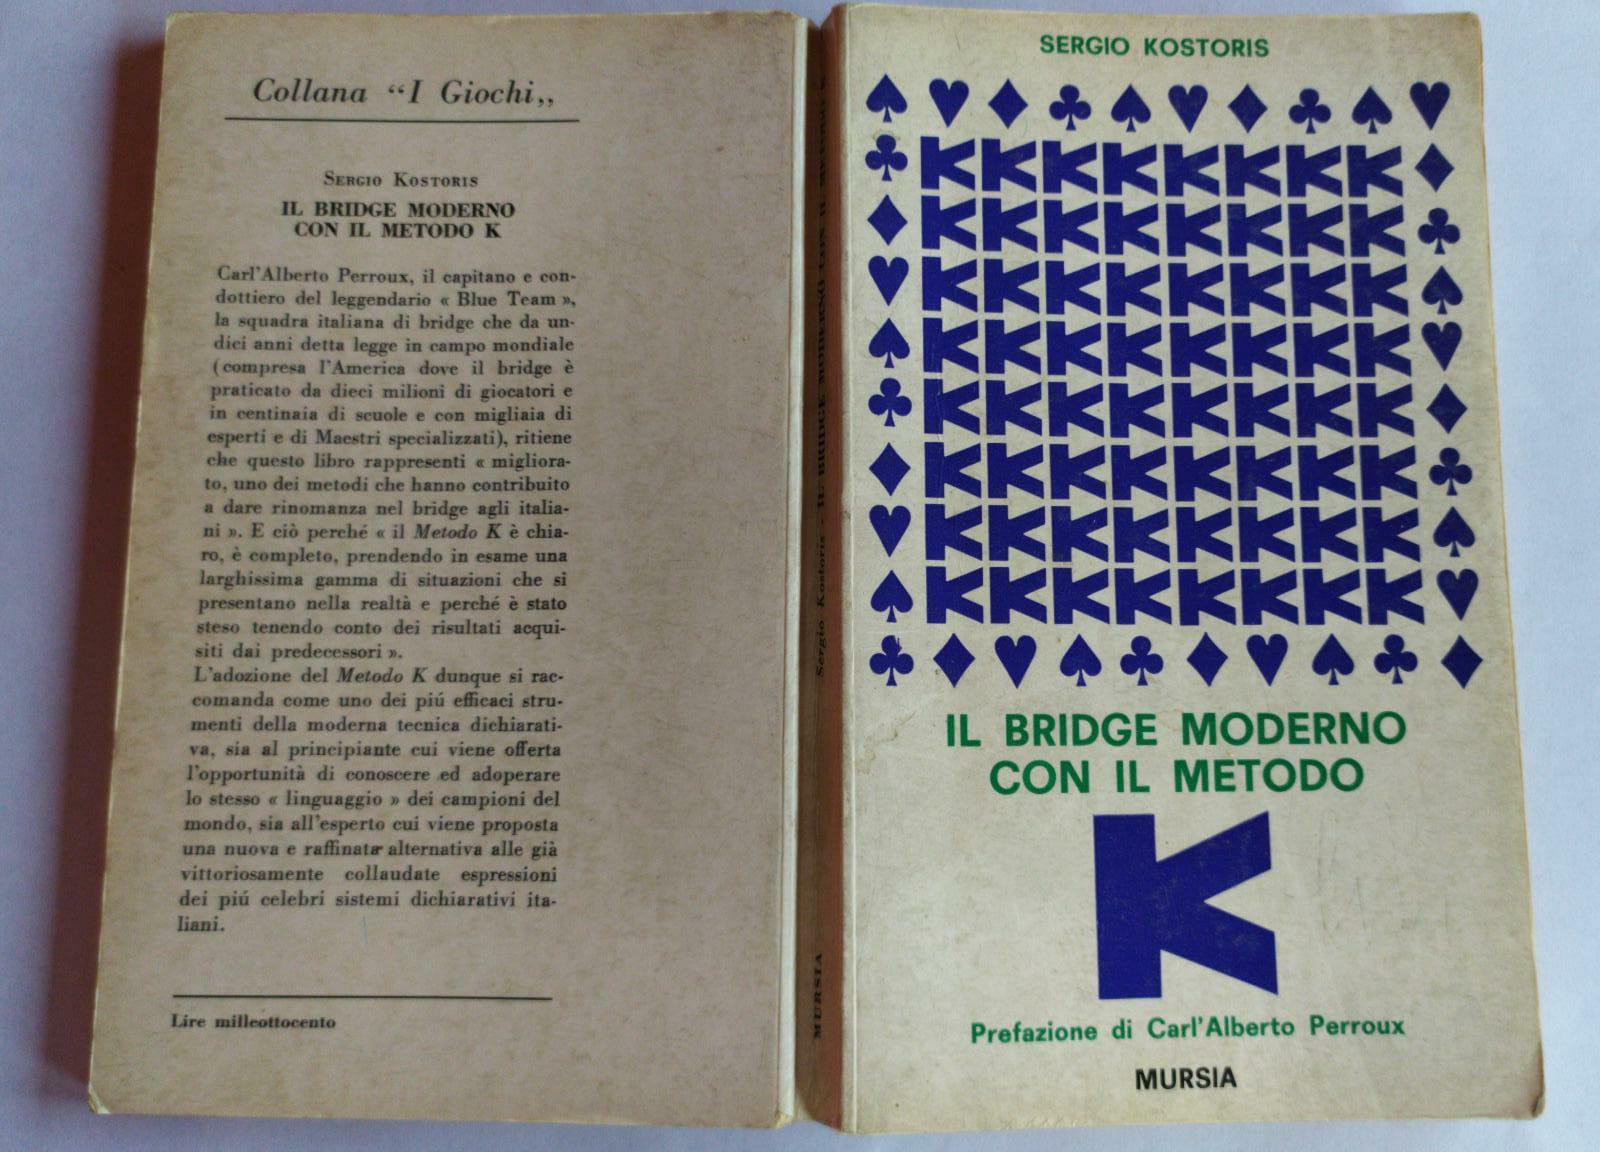 Collana “I Giochi„
Sergio Kostoris
IL BRIDGE MODERNO
CON IL METODO K
Carl'Alberto Perroux, il capitano e con-
dottiero del leggendario « Blue Team »,
la squadra italiana di bridge che da un-
dici anni detta legge in campo mondiale
(compresa l'America dove il bridge è
praticato da dieci milioni di giocatori e
in centinaia di scuole e con migliaia di
esperti e di Maestri specializzati), ritiene
che questo libro rappresenti « migliora-
to, uno dei metodi che hanno contribuito
a dare rinomanza nel bridge agli italia-
ni ». E ciò perché « il Metodo K è chia-
ro, è completo, prendendo in esame una
larghissima gamma di situazioni che si
presentano nella realtà e perché è stato
steso tenendo conto dei risultati acqui-
siti dai predecessori ».
L'adozione del Metodo K dunque si rac-
comanda come uno dei piú efficaci stru-
menti della moderna tecnica dichiarati-
va, sia al principiante cui viene offerta
l'opportunità di conoscere ed adoperare
lo stesso « linguaggio » dei campioni del
mondo, sia all'esperto cui viene proposta
una nuova e raffinata alternativa alle già
vittoriosamente collaudate espressioni
dei piú celebri sistemi dichiarativi ita-
liani.
Lire milleottocento
Sergio Kostoris - IL BRIDGE MODERNO CON IL METODO K
MURSIA
SERGIO KOSTORIS
KKKKKKKK
KKKKKKKK
KKKKKKKK
KKKKKKKK
KKKKKKKK
KKKKKKKK
KKKKKKKK
KKKKKKKK
IL BRIDGE MODERNO
CON IL METODO
K
Prefazione di Carl'Alberto Perroux
MURSIA